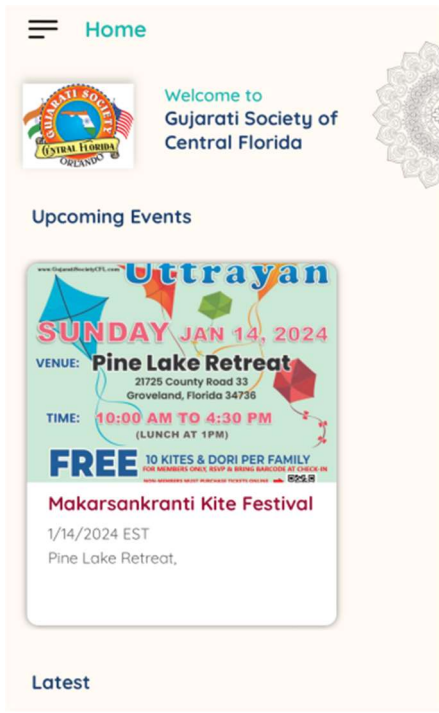 Home
GUJARATI SOCIETY
CENTRAL FLORIDA
ORLANDO
Welcome to
Gujarati Society of
Central Florida
Upcoming Events
www.GujaratiSocietyCFL.com
Uttrayan
SUNDAY JAN 14, 2024
VENUE: Pine Lake Retreat
21725 County Road 33
Groveland, Florida 34736
TIME: 10:00 AM TO 4:30 PM
(LUNCH AT 1PM)
FREE 10 KITES & DORI PER FAMILY
FOR MEMBERS ONLY, RSVP & BRING BARCODE AT CHECK-IN
NON-MEMBERS MUST PURCHASE TICKETS ONLINE
Makarsankranti Kite Festival
1/14/2024 EST
Pine Lake Retreat,
Latest